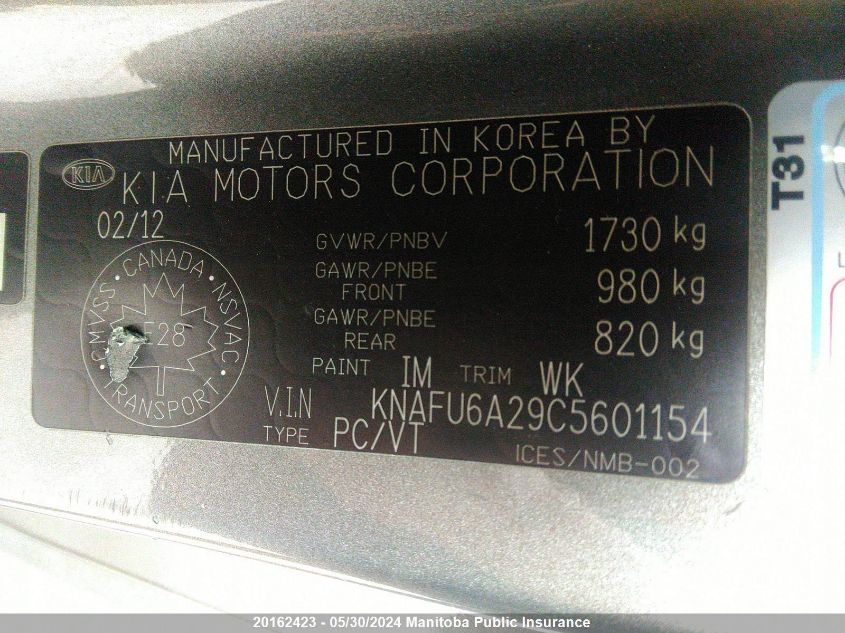 MANUFACTURED IN KOREA BY
KIA
KIA MOTORS CORPORATION
02/12
GVWR/PNBV 1730 kg
GAWR/PNBE FRONT 980 kg
GAWR/PNBE REAR 820 kg
CANADA
CMVSS • NSVAC
F28
TRANSPORT
PAINT IM TRIM WK
V.I.N KNAFU6A29C5601154
TYPE PC/VT
ICES/NMB-002
T31
L
20162423 - 05/30/2024 Manitoba Public Insurance